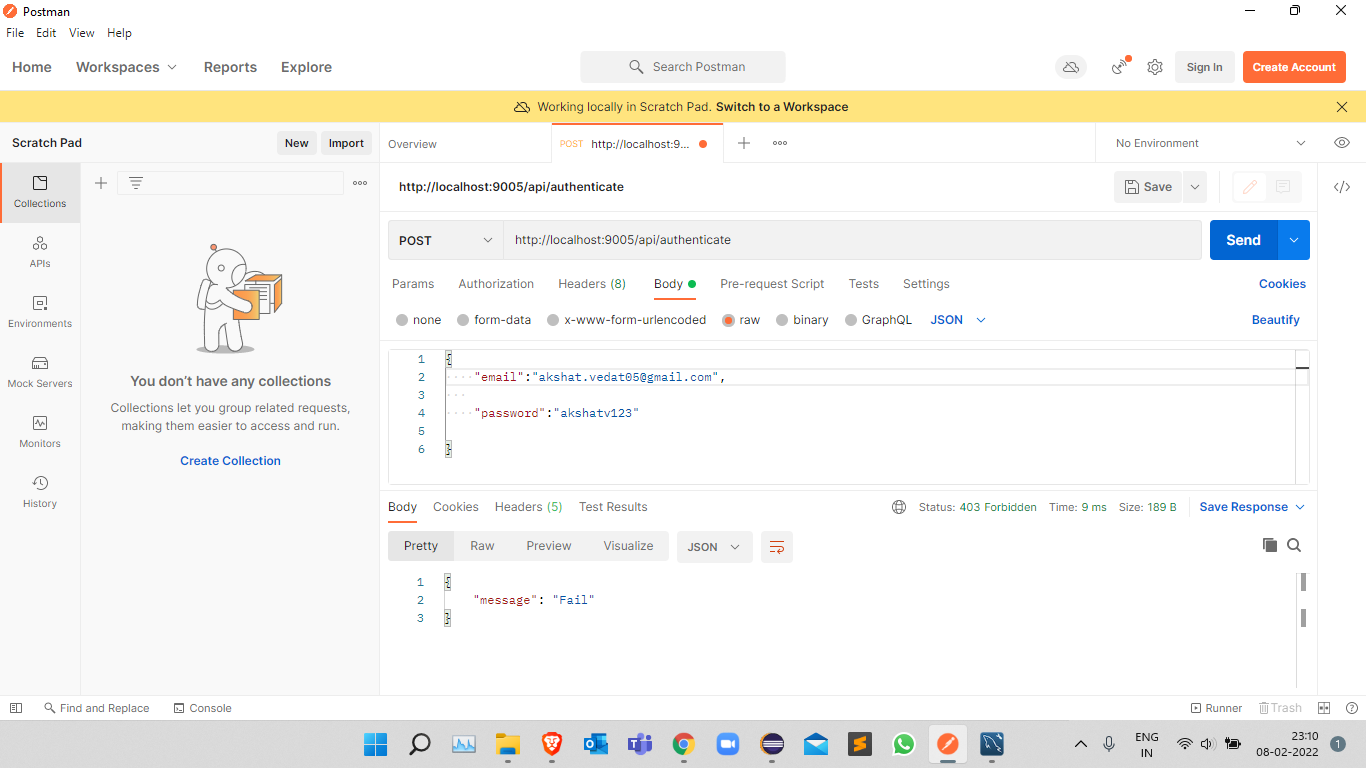 Postman
File Edit View Help
Home Workspaces Reports Explore Search Postman Sign In Create Account
Working locally in Scratch Pad. Switch to a Workspace
Scratch Pad New Import Overview POST http://localhost:9... No Environment
http://localhost:9005/api/authenticate Save
Collections
APIs
Environments
Mock Servers
Monitors
History
You don't have any collections
Collections let you group related requests,
making them easier to access and run.
Create Collection
POST http://localhost:9005/api/authenticate Send
Params Authorization Headers (8) Body Pre-request Script Tests Settings Cookies
none form-data x-www-form-urlencoded raw binary GraphQL JSON Beautify
1 {
2 "email":"akshat.vedat05@gmail.com",
3
4 "password":"akshatv123"
5
6 }
Body Cookies Headers (5) Test Results Status: 403 Forbidden Time: 9 ms Size: 189 B Save Response
Pretty Raw Preview Visualize JSON
1 {
2 "message": "Fail"
3 }
Find and Replace Console Runner Trash
ENG
IN
23:10
08-02-2022
1